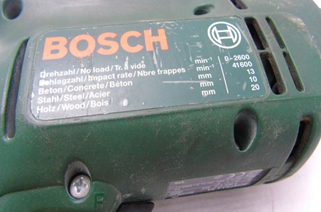 BOSCH
Drehzahl/No load/Tr. à vide min⁻¹ 0-2600
Schlagzahl/Impact rate/Nbre frappes min⁻¹ 41600
Beton/Concrete/Béton mm 13
Stahl/Steel/Acier mm 10
Holz/Wood/Bois mm 20